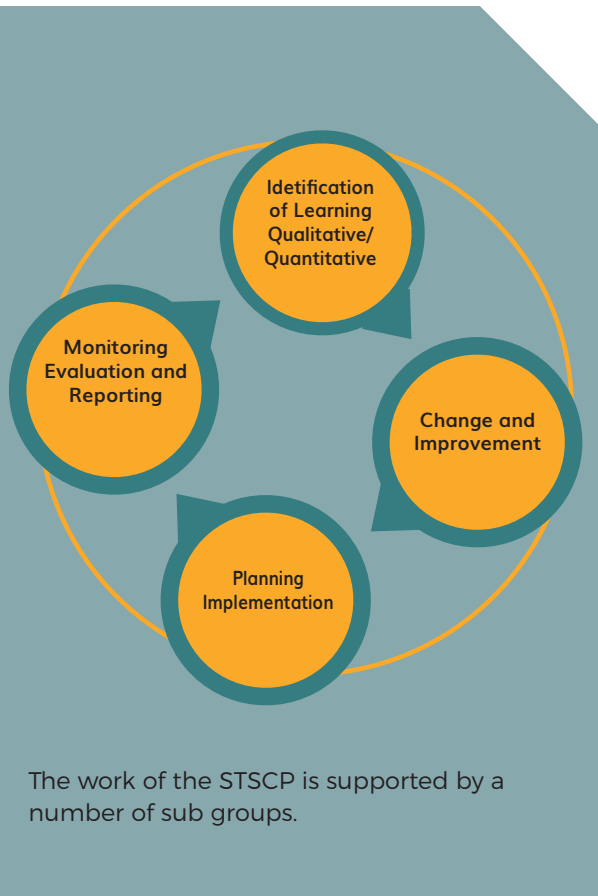 Idetification
of Learning
Qualitative/
Quantitative
Monitoring
Evaluation and
Reporting
Change and
Improvement
Planning
Implementation
The work of the STSCP is supported by a
number of sub groups.